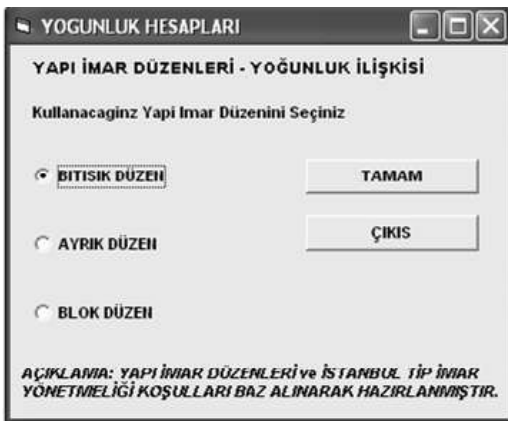 YOGUNLUK HESAPLARI
YAPI İMAR DÜZENLERİ - YOĞUNLUK İLİŞKİSİ
Kullanacaginz Yapi Imar Düzenini Seçiniz
BITISIK DÜZEN
TAMAM
ÇIKIS
AYRIK DÜZEN
BLOK DÜZEN
AÇIKLAMA: YAPI İMAR DÜZENLERİ ve İSTANBUL TİP İMAR
YÖNETMELİĞİ KOŞULLARI BAZ ALINARAK HAZIRLANMIŞTIR.